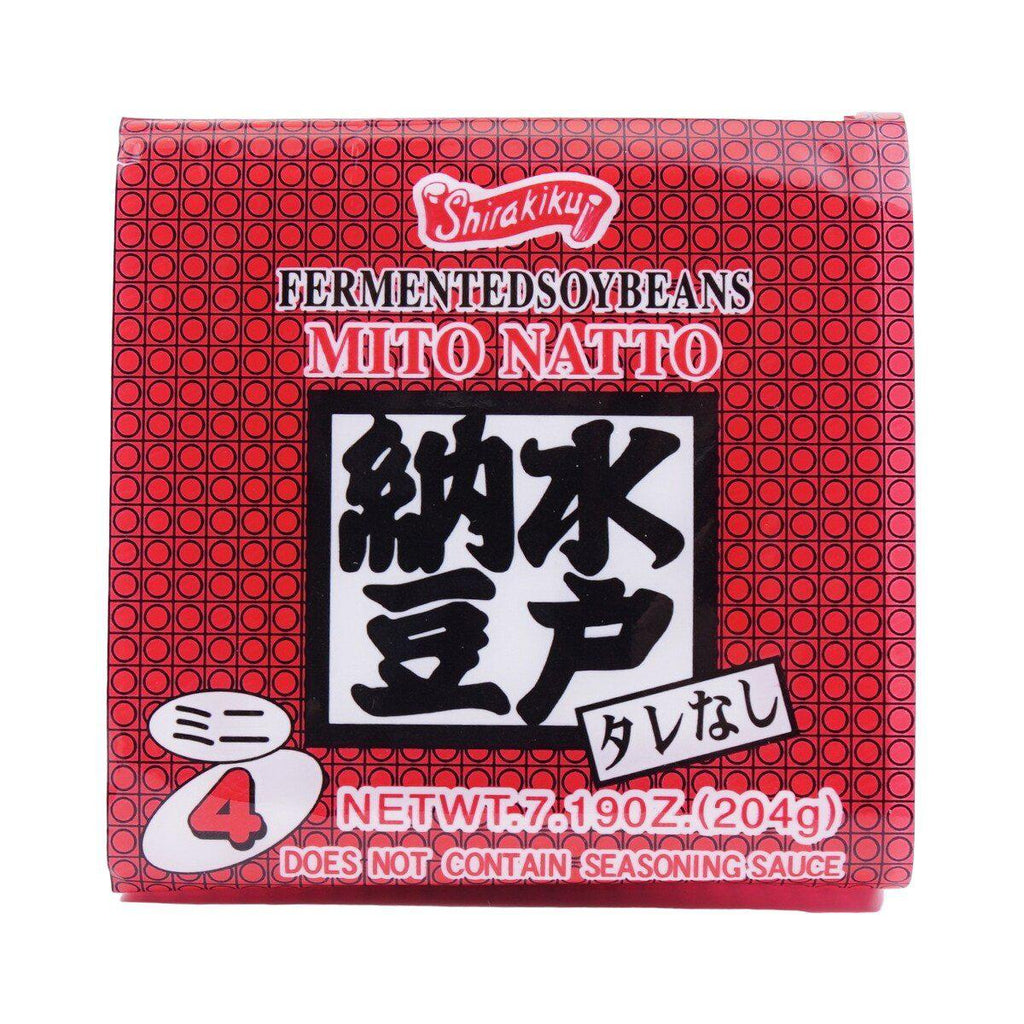 Shirakiku
FERMENTEDSOYBEANS
MITO NATTO
水戸
納豆
タレなし
ミニ
4
NETWT.7.19OZ.(204g)
DOES NOT CONTAIN SEASONING SAUCE